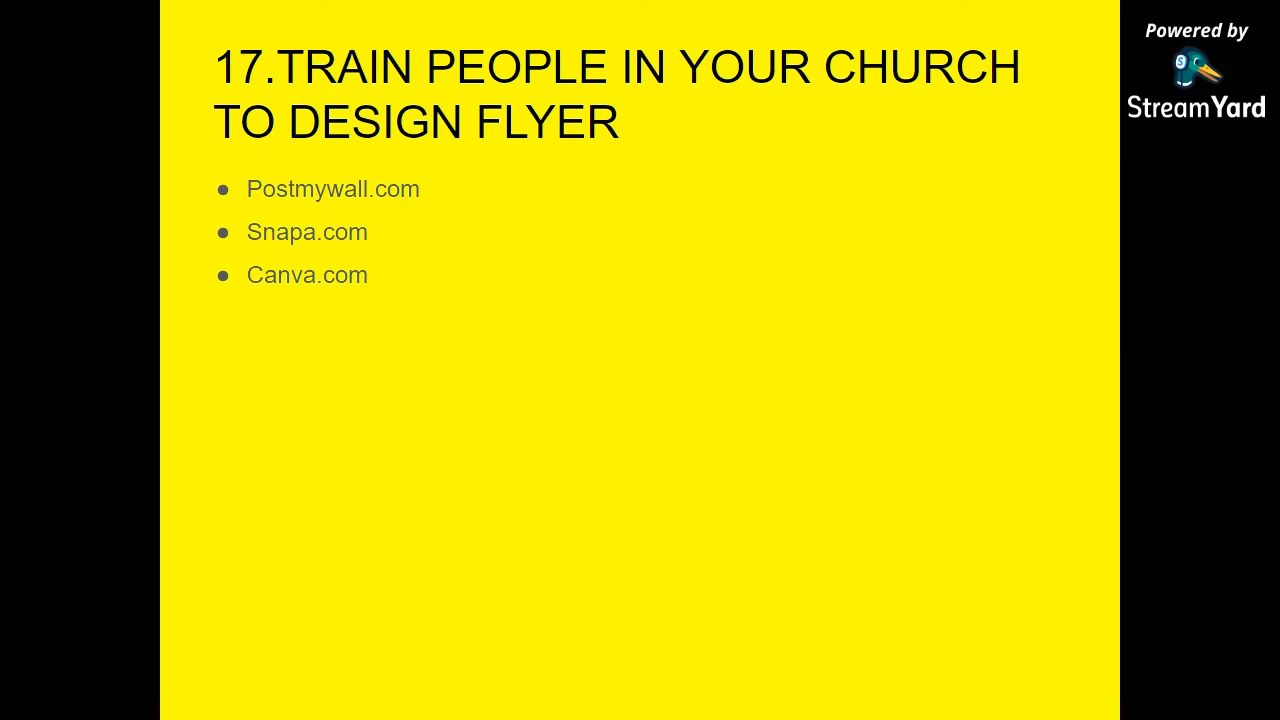 17.TRAIN PEOPLE IN YOUR CHURCH
TO DESIGN FLYER
● Postmywall.com
● Snapa.com
● Canva.com
Powered by
S
StreamYard